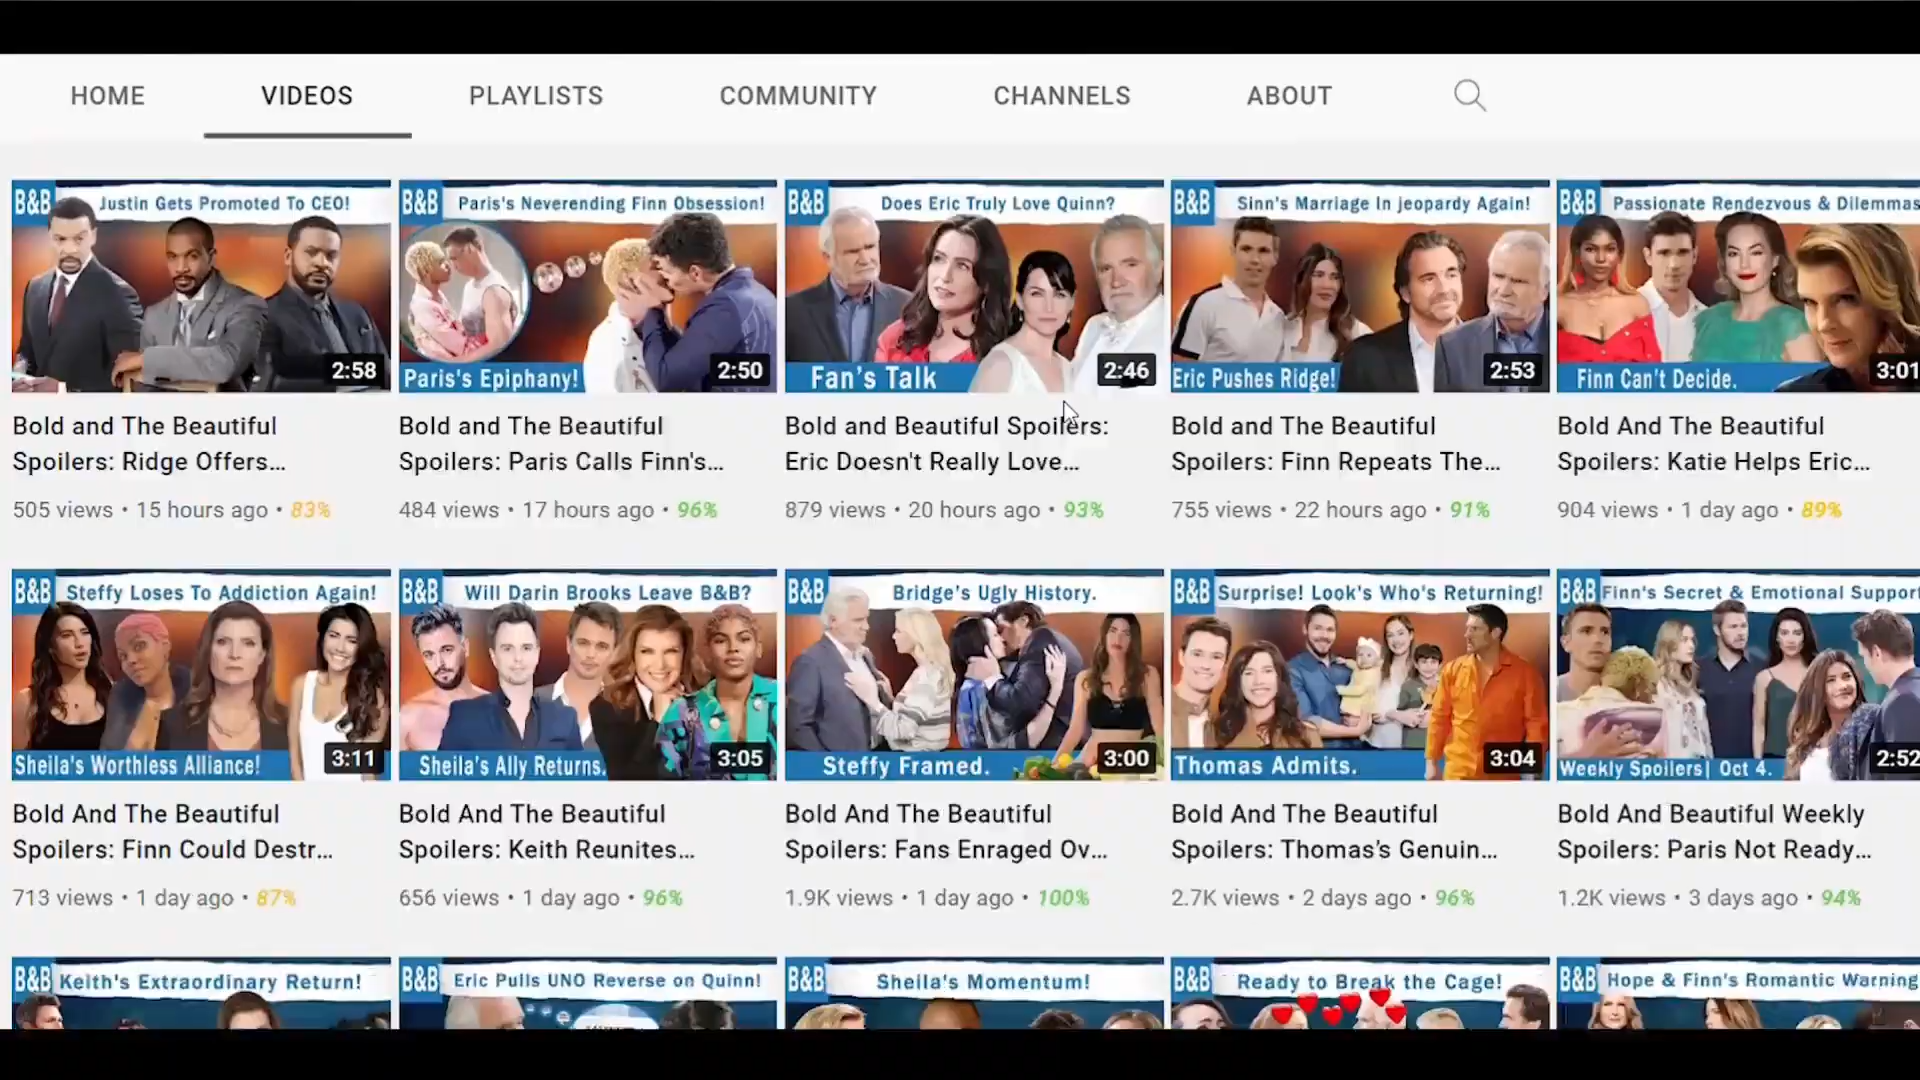 HOME VIDEOS PLAYLISTS COMMUNITY CHANNELS ABOUT
B&B Justin Gets Promoted To CEO!
2:58
Bold and The Beautiful
Spoilers: Ridge Offers...
505 views • 15 hours ago • 83%
B&B Paris's Neverending Finn Obsession!
Paris's Epiphany!
2:50
Bold and The Beautiful
Spoilers: Paris Calls Finn's...
484 views • 17 hours ago • 96%
B&B Does Eric Truly Love Quinn?
Fan's Talk
2:46
Bold and Beautiful Spoilers:
Eric Doesn't Really Love...
879 views • 20 hours ago • 93%
B&B Sinn's Marriage In jeopardy Again!
Eric Pushes Ridge!
2:53
Bold and The Beautiful
Spoilers: Finn Repeats The...
755 views • 22 hours ago • 91%
B&B Passionate Rendezvous & Dilemmas
Finn Can't Decide.
3:01
Bold And The Beautiful
Spoilers: Katie Helps Eric...
904 views • 1 day ago • 89%
B&B Steffy Loses To Addiction Again!
Sheila's Worthless Alliance!
3:11
Bold And The Beautiful
Spoilers: Finn Could Destr...
713 views • 1 day ago • 87%
B&B Will Darin Brooks Leave B&B?
Sheila's Ally Returns.
3:05
Bold And The Beautiful
Spoilers: Keith Reunites...
656 views • 1 day ago • 96%
B&B Bridge's Ugly History.
Steffy Framed.
3:00
Bold And The Beautiful
Spoilers: Fans Enraged Ov...
1.9K views • 1 day ago • 100%
B&B Surprise! Look's Who's Returning!
Thomas Admits.
3:04
Bold And The Beautiful
Spoilers: Thomas's Genuin...
2.7K views • 2 days ago • 96%
B&B Finn's Secret & Emotional Support
Weekly Spoilers| Oct 4.
2:52
Bold And Beautiful Weekly
Spoilers: Paris Not Ready...
1.2K views • 3 days ago • 94%
B&B Keith's Extraordinary Return!
B&B Eric Pulls UNO Reverse on Quinn!
B&B Sheila's Momentum!
B&B Ready to Break the Cage!
B&B Hope & Finn's Romantic Warning